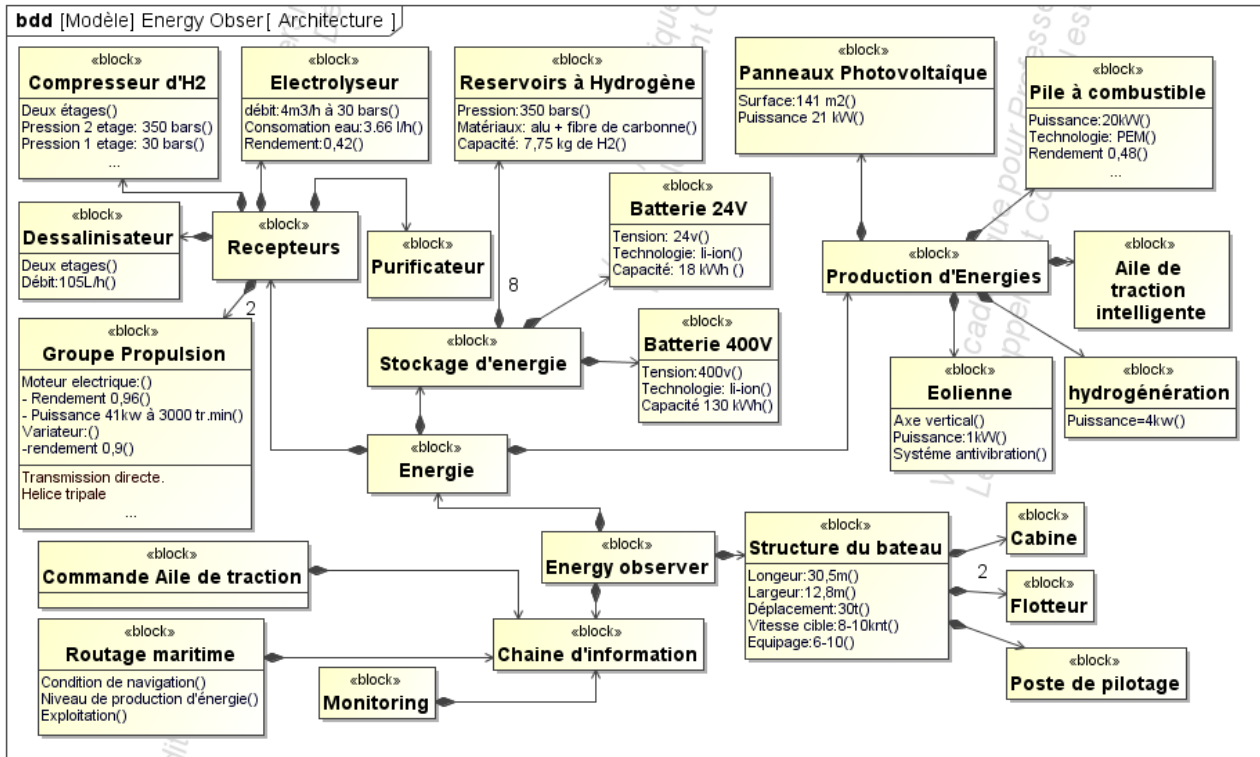 bdd [Modèle] Energy Obser[ Architecture ]
«block»
Compresseur d'H2
Deux étages()
Pression 2 etage: 350 bars()
Pression 1 etage: 30 bars()
...
«block»
Electrolyseur
débit:4m3/h à 30 bars()
Consomation eau:3.66 l/h()
Rendement:0,42()
«block»
Reservoirs à Hydrogène
Pression:350 bars()
Matériaux: alu + fibre de carbonne()
Capacité: 7,75 kg de H2()
«block»
Panneaux Photovoltaîque
Surface:141 m2()
Puissance 21 kW()
«block»
Pile à combustible
Puissance:20kW()
Technologie: PEM()
Rendement 0,48()
...
«block»
Dessalinisateur
Deux etages()
Débit:105L/h()
«block»
Recepteurs
«block»
Purificateur
«block»
Batterie 24V
Tension: 24v()
Technologie: li-ion()
Capacité: 18 kWh ()
«block»
Production d'Energies
«block»
Aile de
traction
intelligente
2
8
«block»
Groupe Propulsion
Moteur electrique:()
- Rendement 0,96()
- Puissance 41kw à 3000 tr.min()
Variateur:()
-rendement 0,9()
Transmission directe.
Helice tripale
...
«block»
Stockage d'energie
«block»
Batterie 400V
Tension:400v()
Technologie: li-ion()
Capacité 130 kWh()
«block»
Eolienne
Axe vertical()
Puissance:1kW()
Systéme antivibration()
«block»
hydrogénération
Puissance=4kw()
«block»
Energie
«block»
Commande Aile de traction
«block»
Energy observer
«block»
Structure du bateau
Longeur:30,5m()
Largeur:12,8m()
Déplacement:30t()
Vitesse cible:8-10knt()
Equipage:6-10()
«block»
Cabine
2
«block»
Flotteur
«block»
Poste de pilotage
«block»
Routage maritime
Condition de navigation()
Niveau de production d'énergie()
Exploitation()
«block»
Monitoring
«block»
Chaine d'information